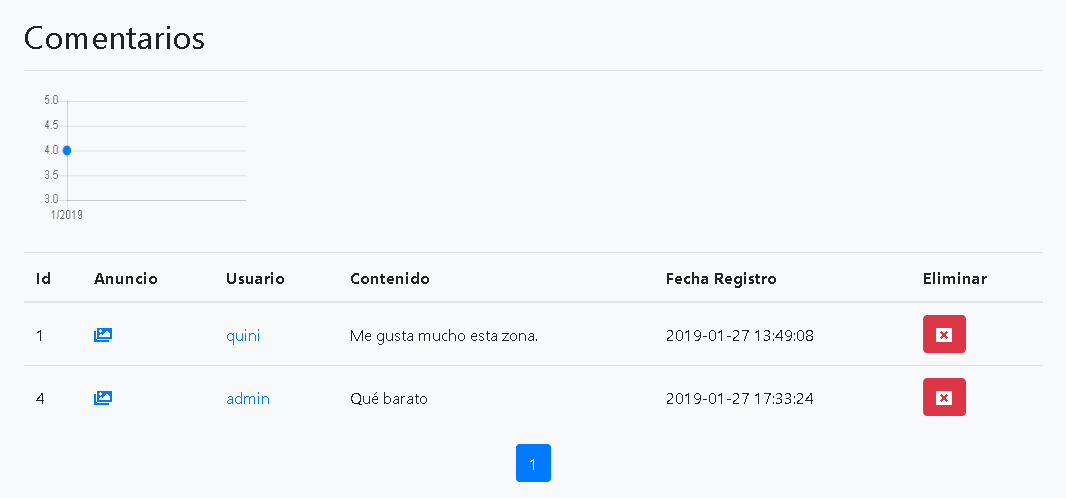 Comentarios
5.0
4.5
4.0
3.5
3.0
1/2019
Id Anuncio Usuario Contenido Fecha Registro Eliminar
1 quini Me gusta mucho esta zona. 2019-01-27 13:49:08
4 admin Qué barato 2019-01-27 17:33:24
1